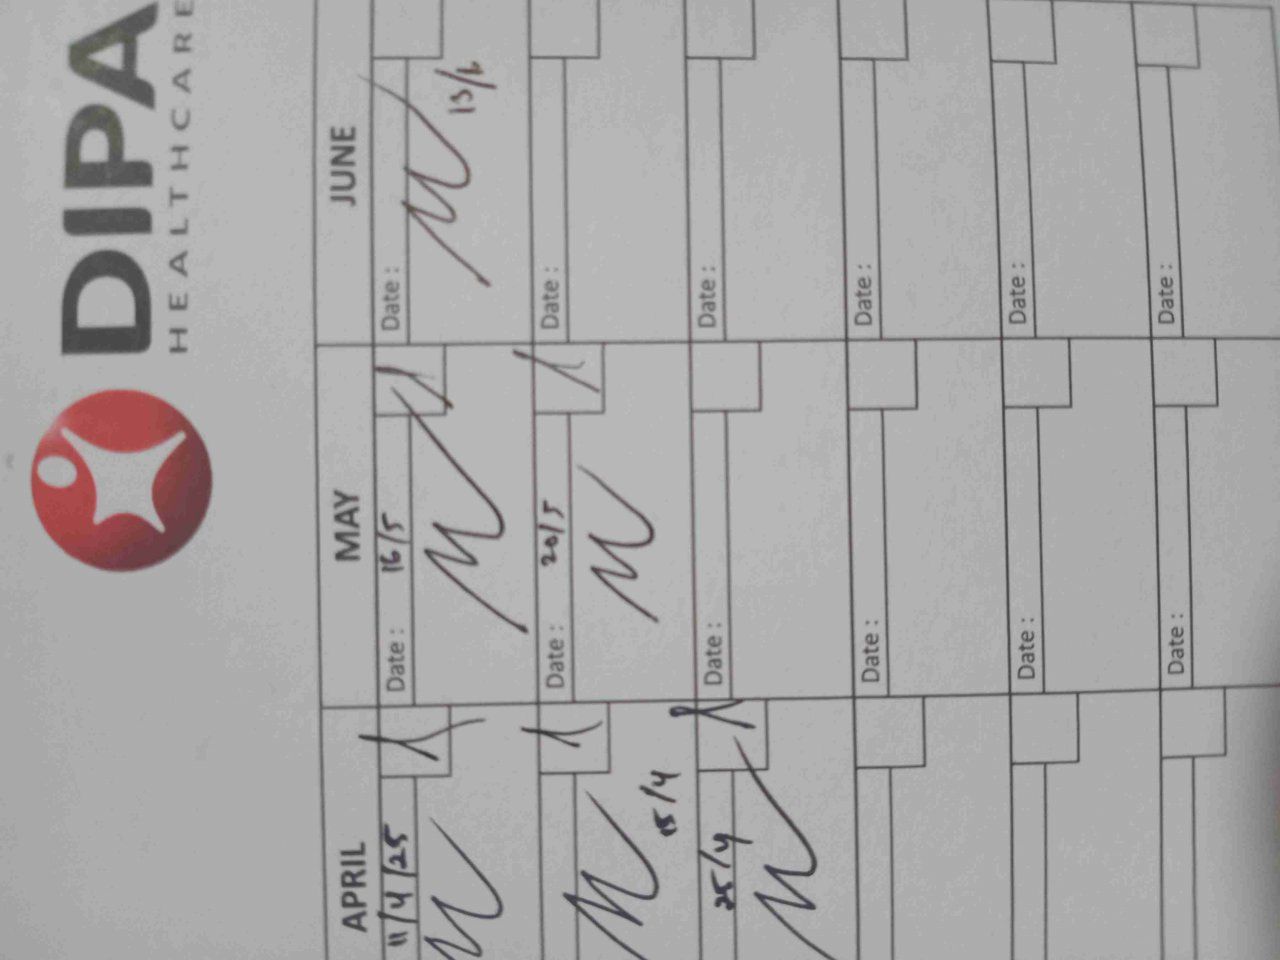 DIPA
HEALTHCARE
APRIL MAY JUNE
11/4/25 Date : 16/5 Date :
13/6
Date : 20/5 Date :
15/4
25/4 Date : Date :
Date : Date :
Date : Date :
Date : Date :